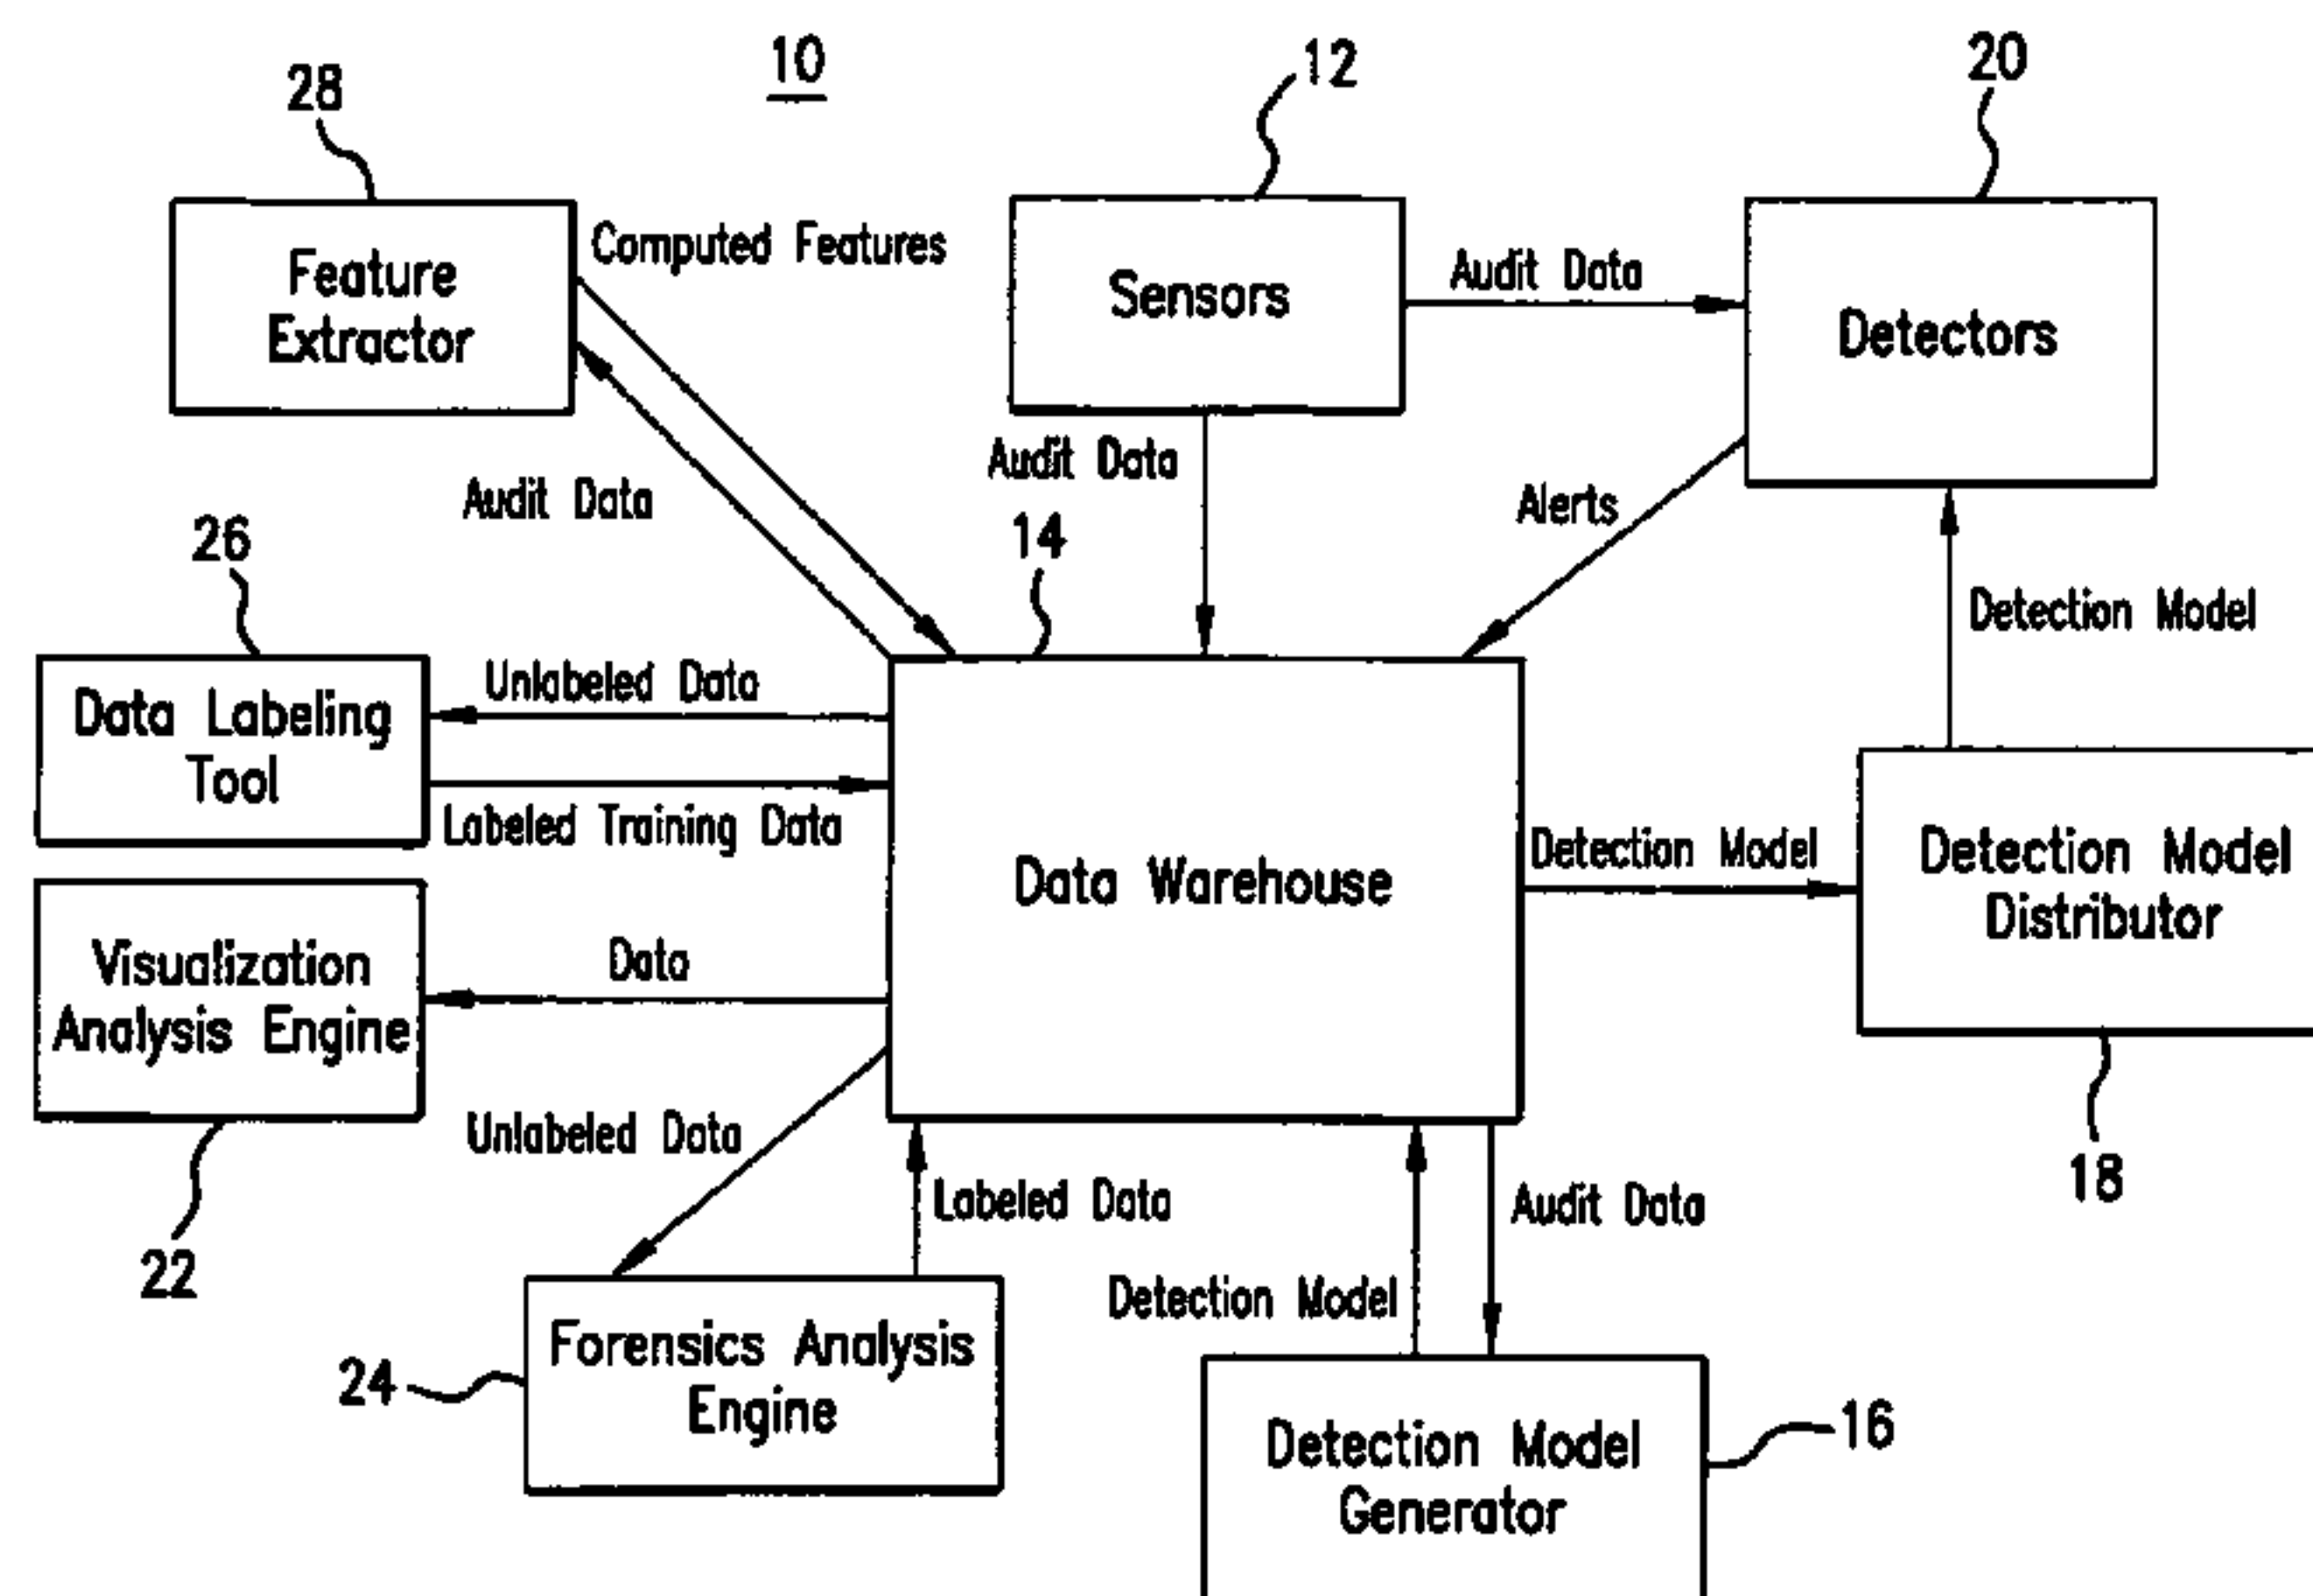 10
12
20
28
Feature
Extractor
Computed Features
Sensors
Audit Data
Detectors
Audit Data
Audit Data
Alerts
26
14
Detection Model
Data Labeling
Tool
Unlabeled Data
Labeled Training Data
Data Warehouse
Detection Model
Detection Model
Distributor
18
Visualization
Analysis Engine
Data
22
Unlabeled Data
Labeled Data
Detection Model
Audit Data
24
Forensics Analysis
Engine
Detection Model
Generator
16